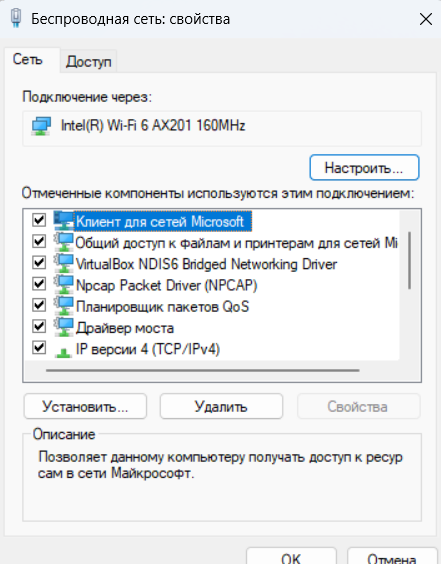 Беспроводная сеть: свойства
Сеть
Доступ
Подключение через:
Intel(R) Wi-Fi 6 AX201 160MHz
Настроить...
Отмеченные компоненты используются этим подключением:
Клиент для сетей Microsoft
Общий доступ к файлам и принтерам для сетей Mi
VirtualBox NDIS6 Bridged Networking Driver
Npcap Packet Driver (NPCAP)
Планировщик пакетов QoS
Драйвер моста
IP версии 4 (TCP/IPv4)
Установить...
Удалить
Свойства
Описание
Позволяет данному компьютеру получать доступ к ресур
сам в сети Майкрософт.
OK
Отмена